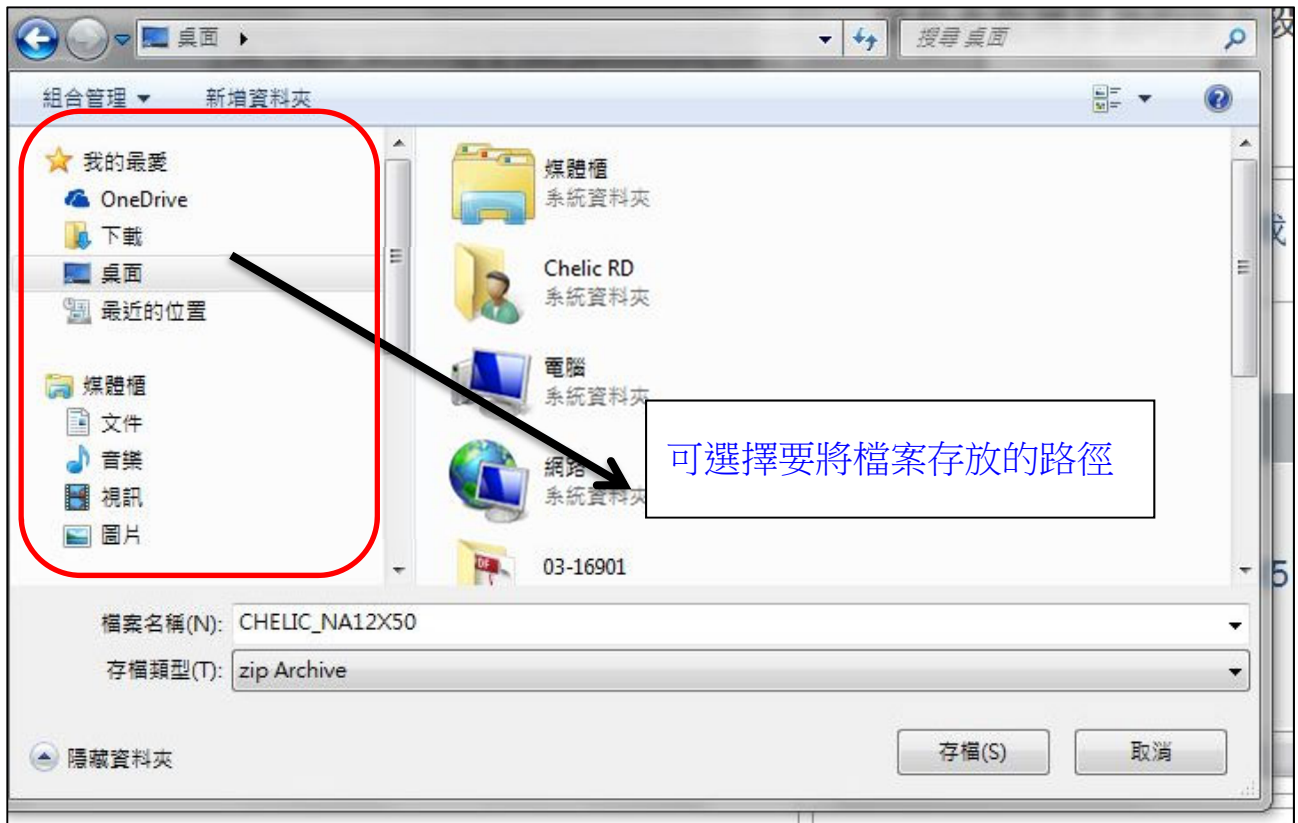 桌面
搜尋 桌面
組合管理
新增資料夾
我的最愛
OneDrive
下載
桌面
最近的位置
媒體櫃
文件
音樂
視訊
圖片
媒體櫃
系統資料夾
Chelic RD
系統資料夾
電腦
系統資料夾
網路
系統資料夾
03-16901
可選擇要將檔案存放的路徑
檔案名稱(N): CHELIC_NA12X50
存檔類型(T): zip Archive
隱藏資料夾
存檔(S)
取消
5